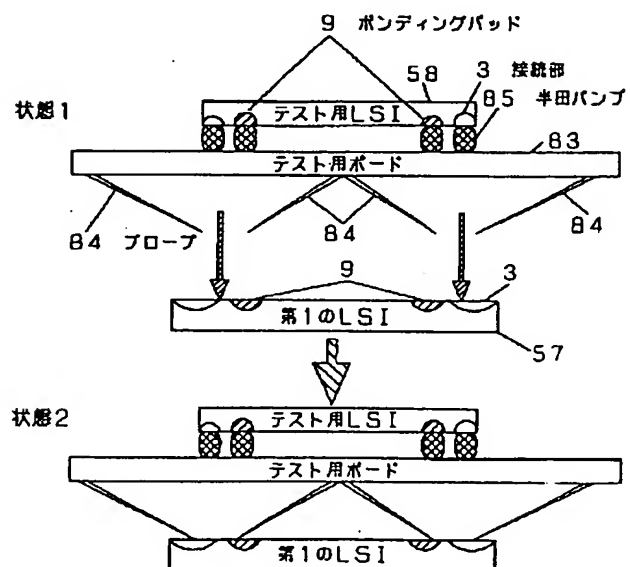 9 ボンディングパッド
58
3 接続部
状態1
テスト用LSI
85 半田バンプ
83
テスト用ボード
84 プローブ
84
84
9
3
第1のLSI
57
状態2
テスト用LSI
テスト用ボード
第1のLSI